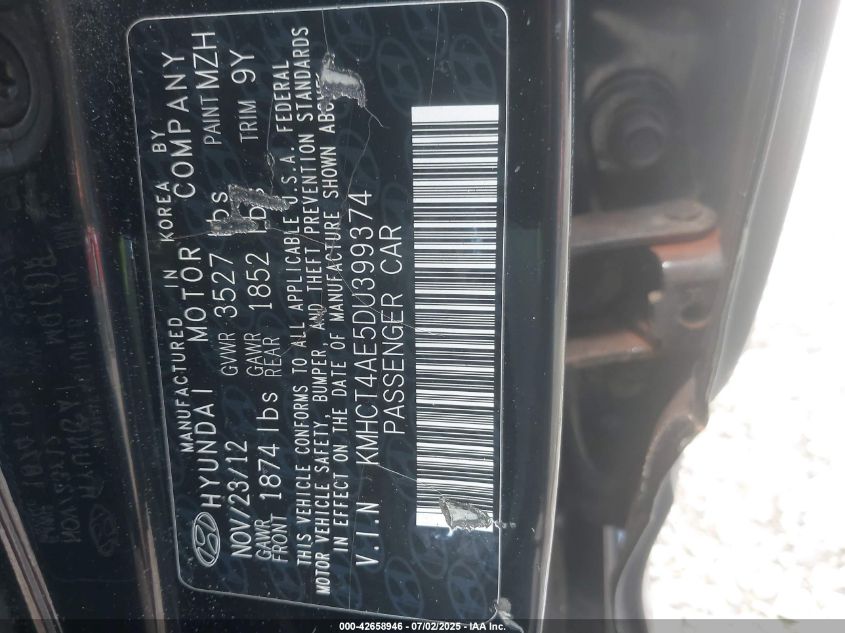 MANUFACTURED IN KOREA BY
HYUNDAI MOTOR COMPANY
NOV/23/12 GVWR 3527 lbs PAINT MZH
GAWR FRONT 1874 lbs GAWR REAR 1852 lbs TRIM 9Y
THIS VEHICLE CONFORMS TO ALL APPLICABLE U.S.A. FEDERAL
MOTOR VEHICLE SAFETY, BUMPER, AND THEFT PREVENTION STANDARDS
IN EFFECT ON THE DATE OF MANUFACTURE SHOWN ABOVE
V.I.N KMHCT4AE5DU399374
PASSENGER CAR
000-42658946 - 07/02/2025 - IAA Inc.